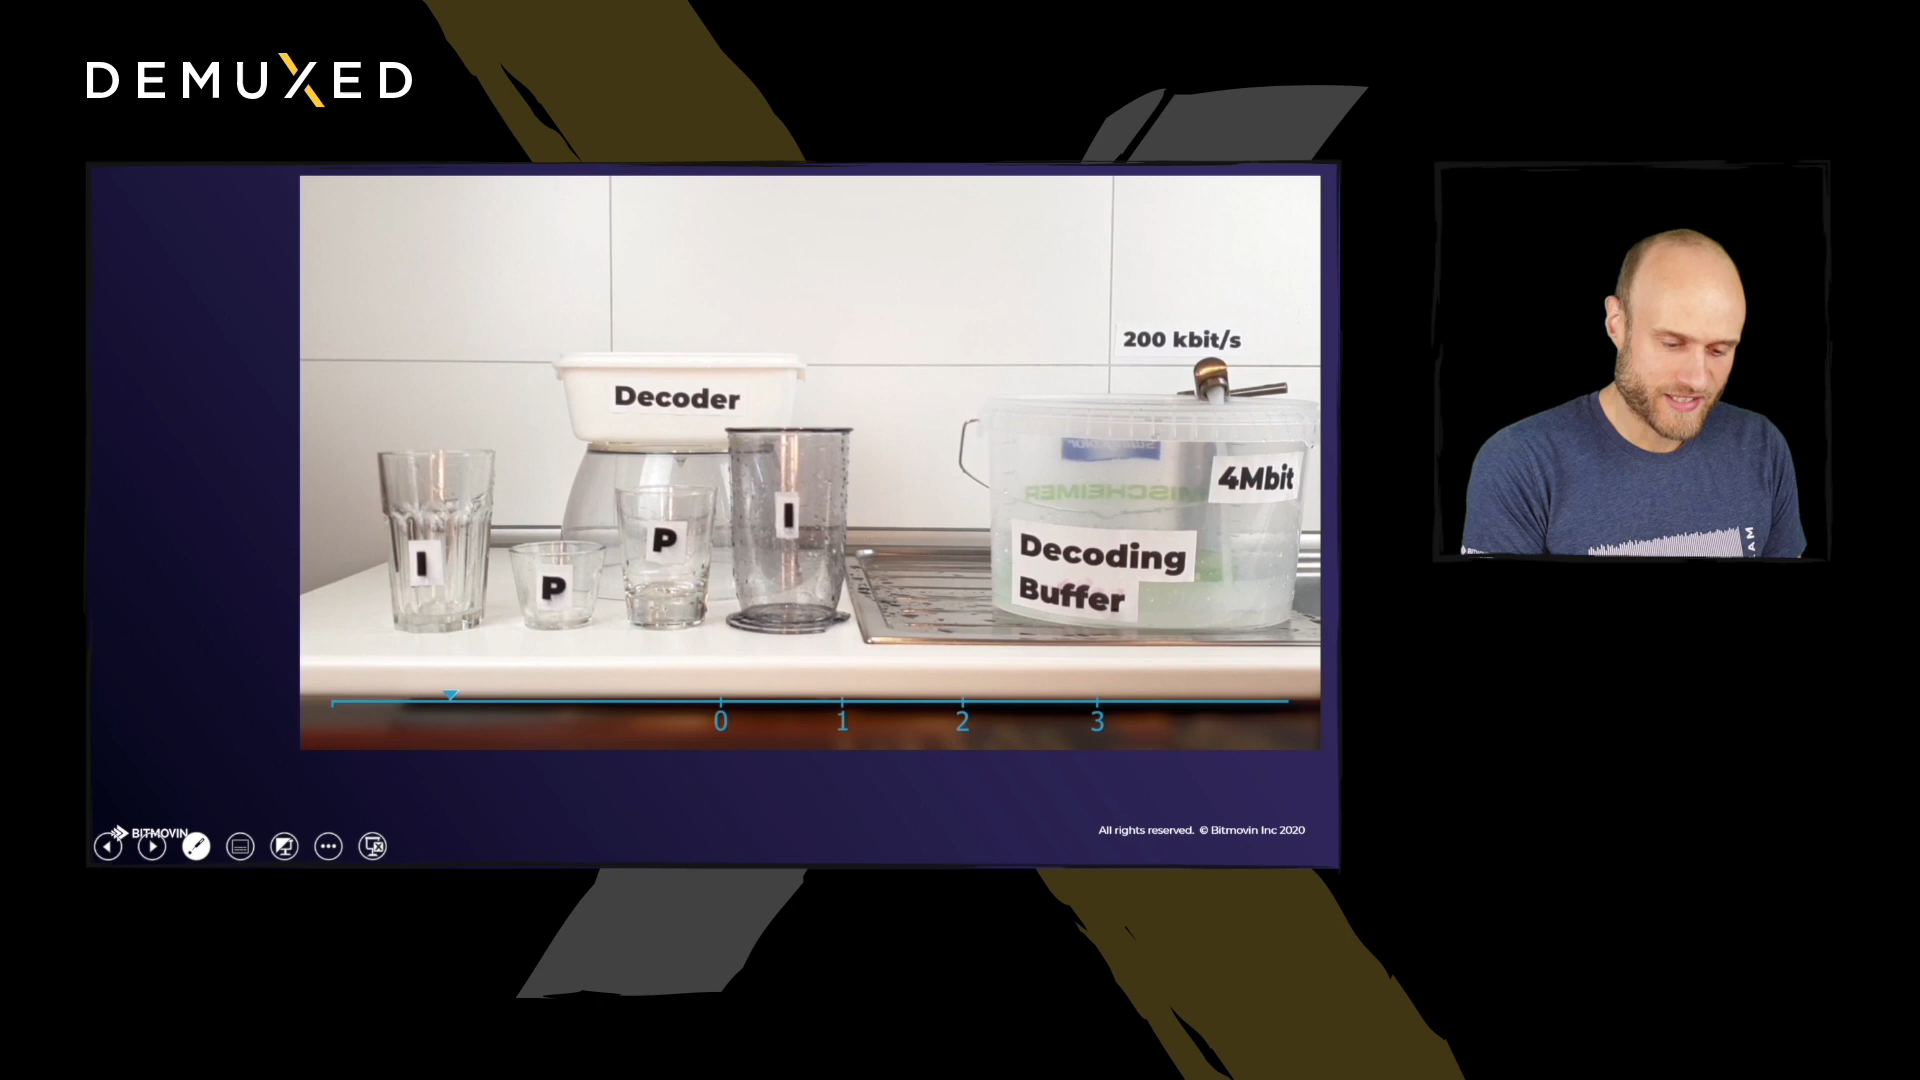 DEMUXED
200 kbit/s
Decoder
4Mbit
I
P
P
I
Decoding
Buffer
0 1 2 3
BITMOVIN
All rights reserved. © Bitmovin Inc 2020